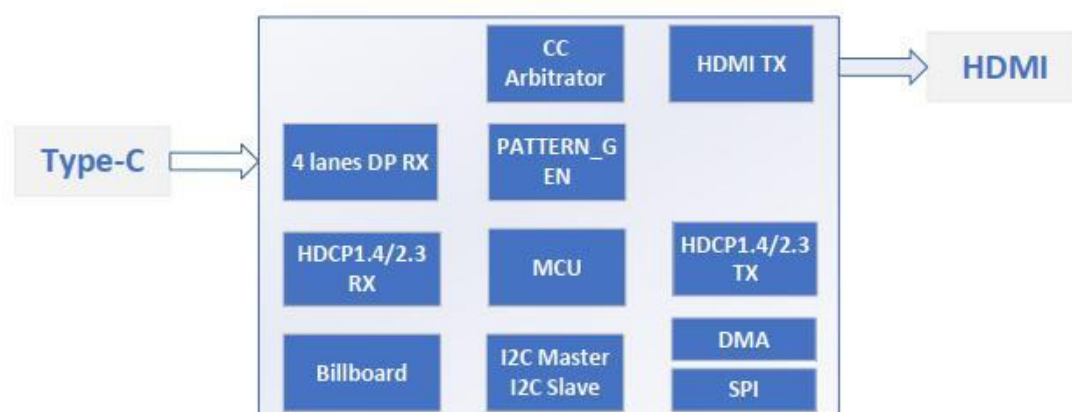 CC
Arbitrator
HDMI TX
HDMI
Type-C
4 lanes DP RX
PATTERN_G
EN
HDCP1.4/2.3
RX
MCU
HDCP1.4/2.3
TX
Billboard
I2C Master
I2C Slave
DMA
SPI